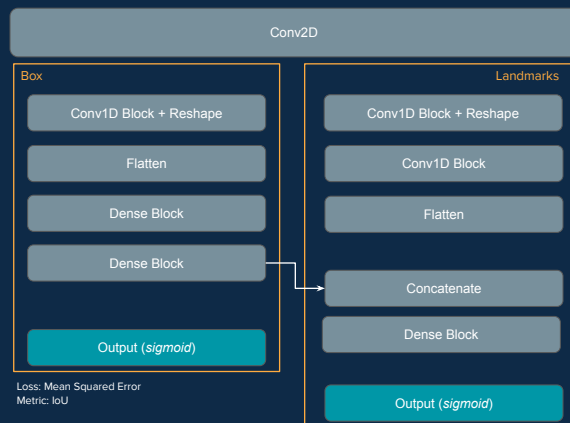 Conv2D
Box
Conv1D Block + Reshape
Flatten
Dense Block
Dense Block
Output (sigmoid)
Loss: Mean Squared Error
Metric: IoU
Landmarks
Conv1D Block + Reshape
Conv1D Block
Flatten
Concatenate
Dense Block
Output (sigmoid)